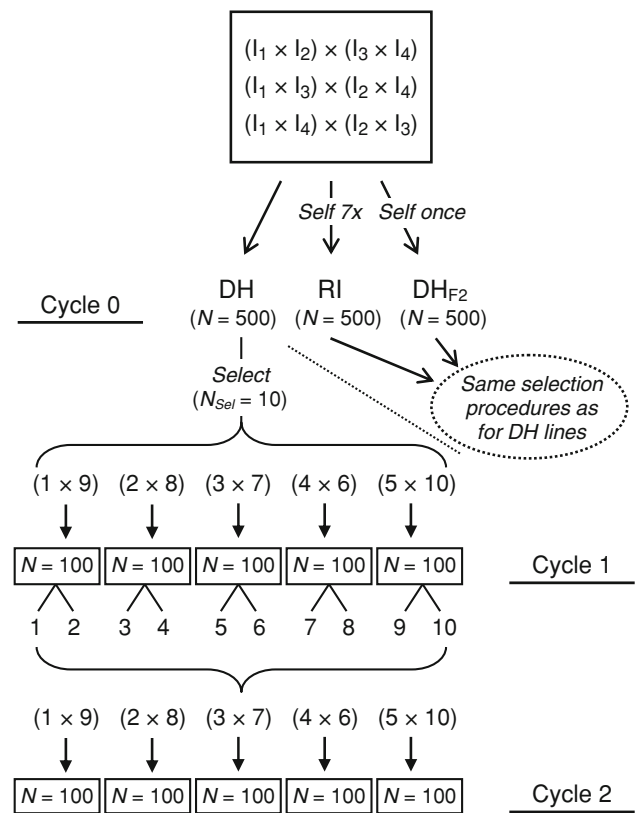 (I₁ × I₂) × (I₃ × I₄)
(I₁ × I₃) × (I₂ × I₄)
(I₁ × I₄) × (I₂ × I₃)
Self 7x Self once
Cycle 0
DH RI DH_F2
(N = 500) (N = 500) (N = 500)
Select
(N_Sel = 10)
Same selection
procedures as
for DH lines
(1 × 9) (2 × 8) (3 × 7) (4 × 6) (5 × 10)
N = 100 N = 100 N = 100 N = 100 N = 100
Cycle 1
1 2 3 4 5 6 7 8 9 10
(1 × 9) (2 × 8) (3 × 7) (4 × 6) (5 × 10)
N = 100 N = 100 N = 100 N = 100 N = 100
Cycle 2